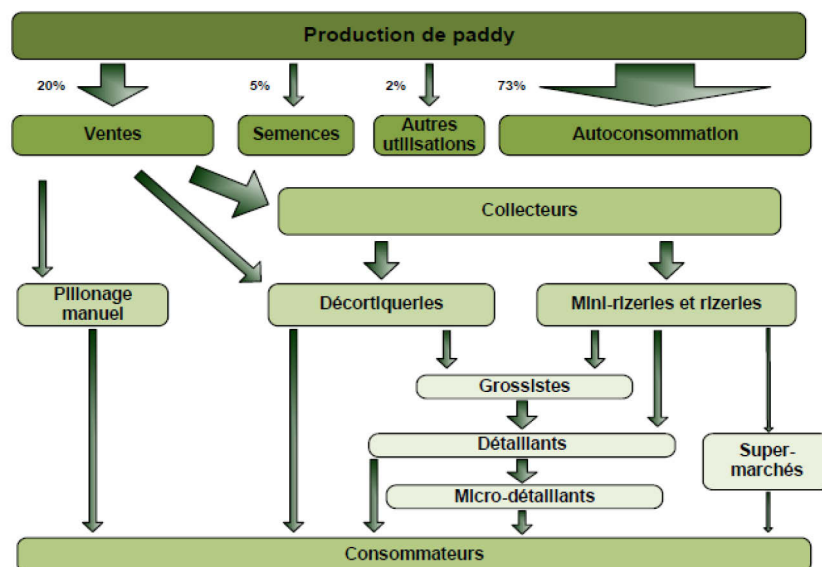 Production de paddy
20%
5%
2%
73%
Ventes
Semences
Autres
utilisations
Autoconsommation
Collecteurs
Pilonage
manuel
Décortiqueries
Mini-rizeries et rizeries
Grossistes
Détaillants
Super-
marchés
Micro-détaillants
Consommateurs